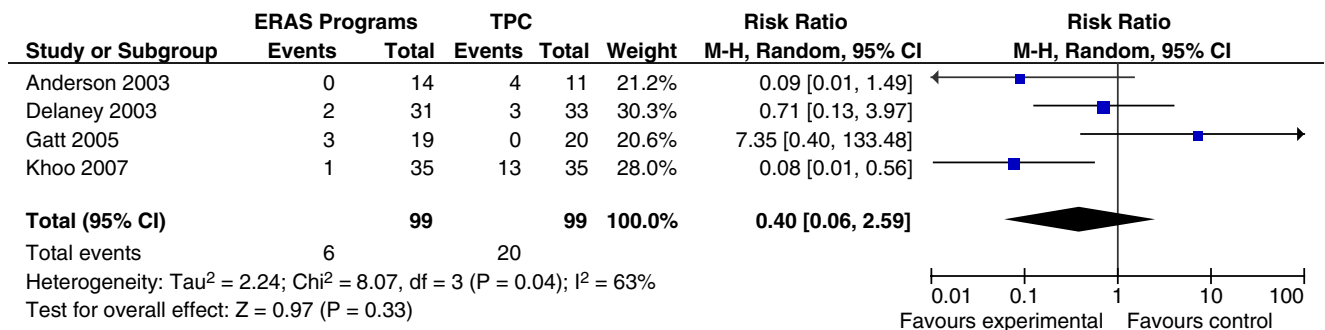 ERAS Programs TPC Risk Ratio Risk Ratio
Study or Subgroup Events Total Events Total Weight M-H, Random, 95% CI M-H, Random, 95% CI
Anderson 2003 0 14 4 11 21.2% 0.09 [0.01, 1.49]
Delaney 2003 2 31 3 33 30.3% 0.71 [0.13, 3.97]
Gatt 2005 3 19 0 20 20.6% 7.35 [0.40, 133.48]
Khoo 2007 1 35 13 35 28.0% 0.08 [0.01, 0.56]
Total (95% CI) 99 99 100.0% 0.40 [0.06, 2.59]
Total events 6 20
Heterogeneity: Tau² = 2.24; Chi² = 8.07, df = 3 (P = 0.04); I² = 63%
Test for overall effect: Z = 0.97 (P = 0.33)
0.01 0.1 1 10 100
Favours experimental Favours control